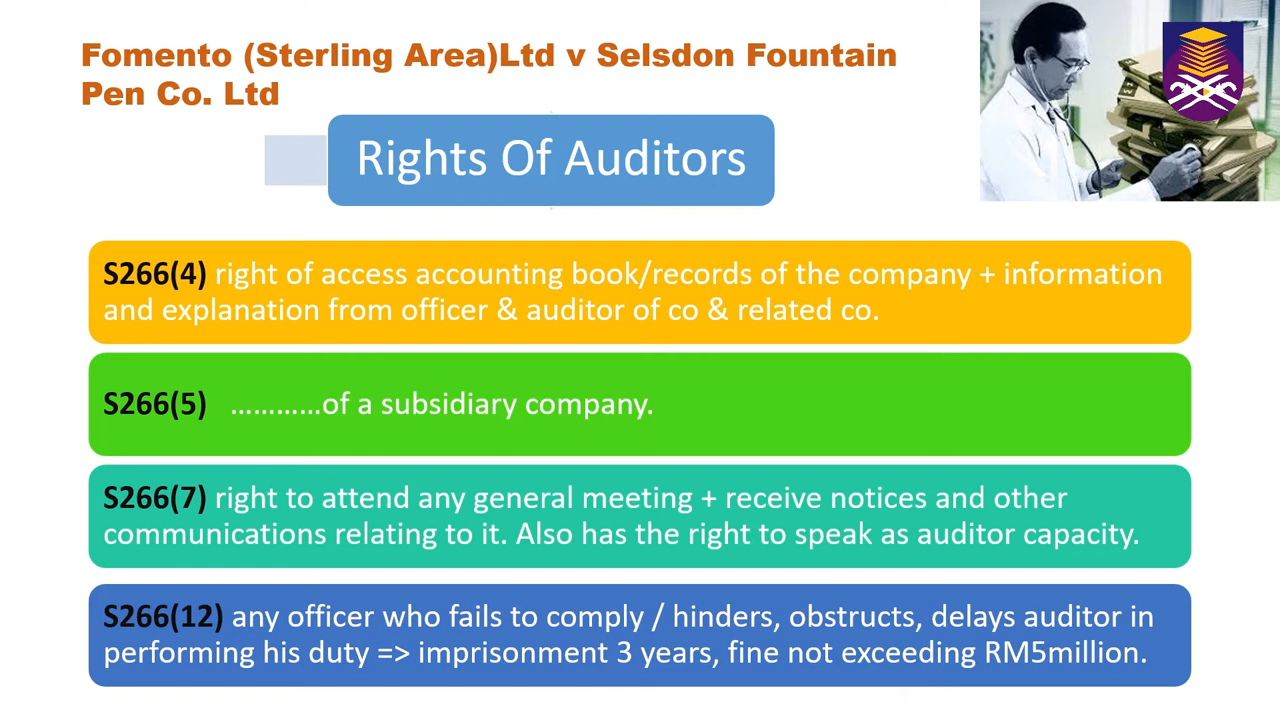 Fomento (Sterling Area)Ltd v Selsdon Fountain
Pen Co. Ltd
Rights Of Auditors
S266(4) right of access accounting book/records of the company + information
and explanation from officer & auditor of co & related co.
S266(5) …………of a subsidiary company.
S266(7) right to attend any general meeting + receive notices and other
communications relating to it. Also has the right to speak as auditor capacity.
S266(12) any officer who fails to comply / hinders, obstructs, delays auditor in
performing his duty => imprisonment 3 years, fine not exceeding RM5million.